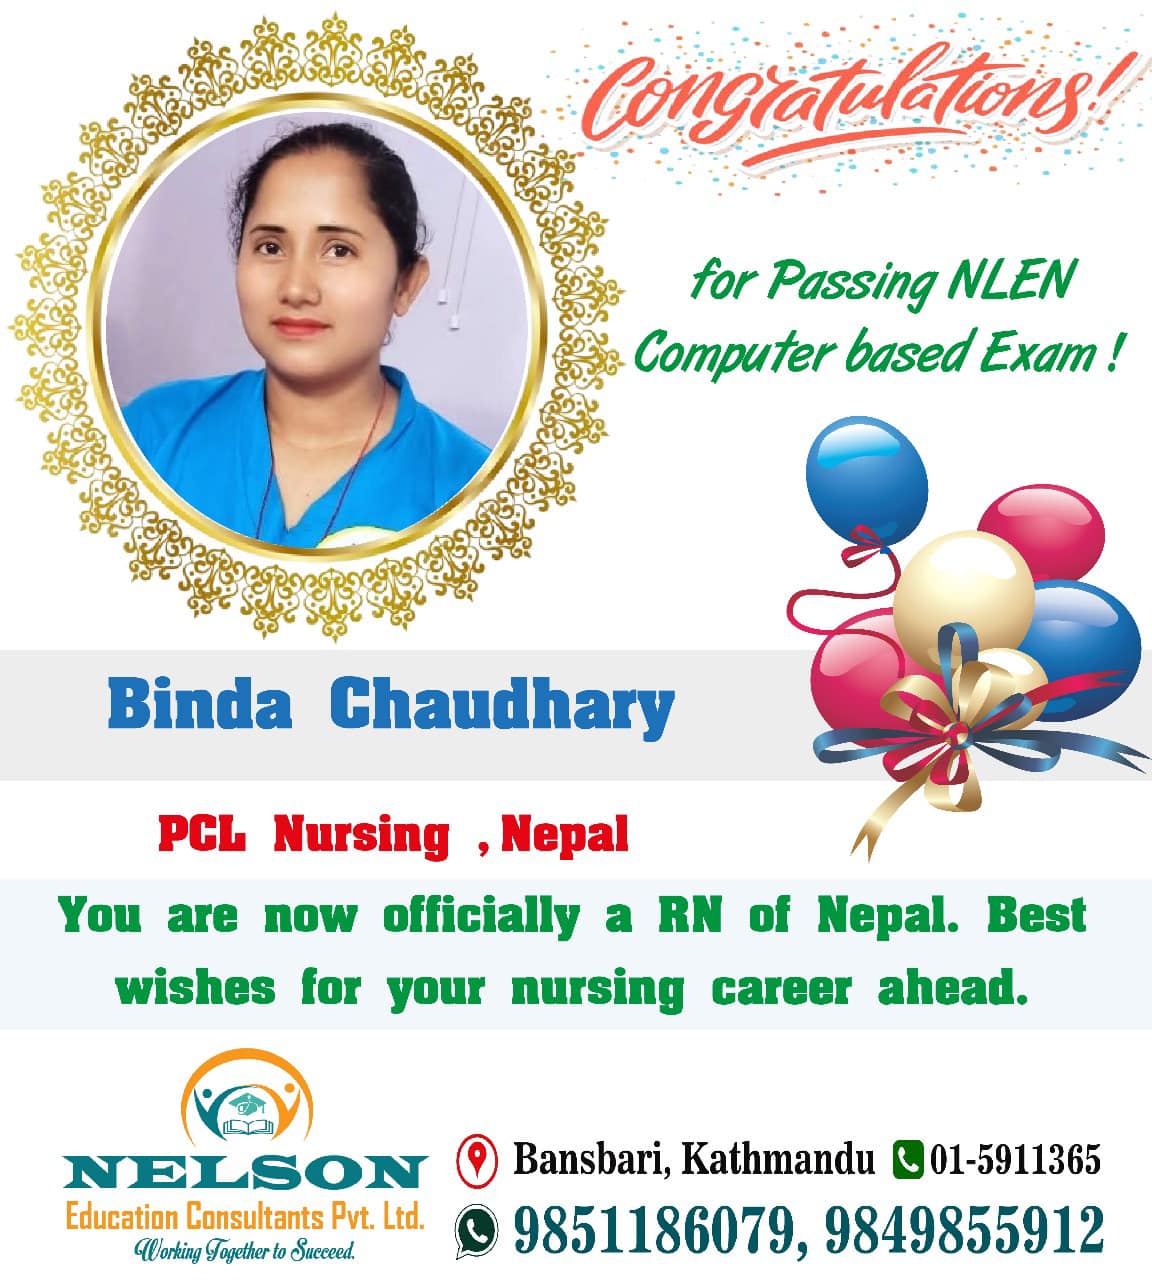 Congratulations!
for Passing NLEN
Computer based Exam !
Binda Chaudhary
PCL Nursing , Nepal
You are now officially a RN of Nepal. Best
wishes for your nursing career ahead.
NELSON
Education Consultants Pvt. Ltd.
Working Together to Succeed.
Bansbari, Kathmandu 01-5911365
9851186079, 9849855912